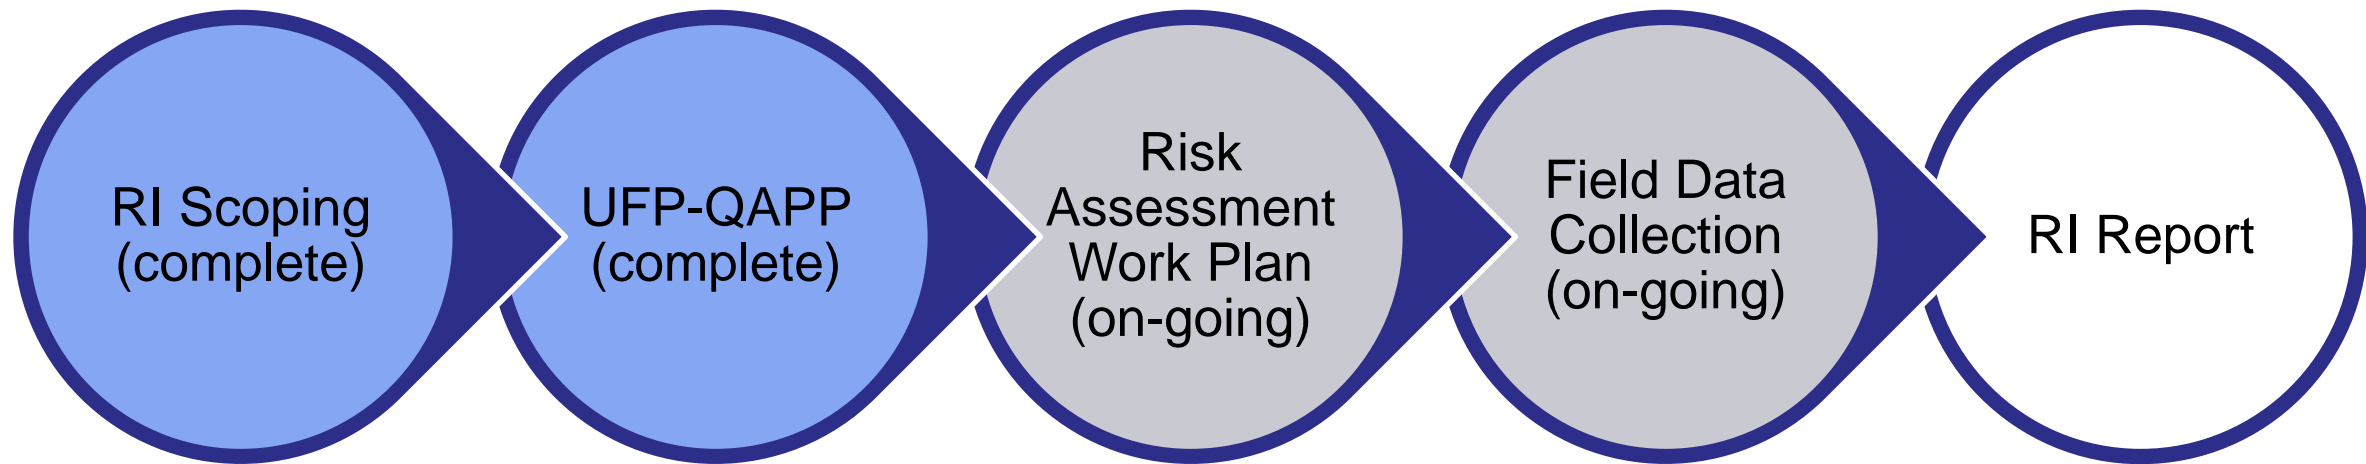 RI Scoping
(complete)
UFP-QAPP
(complete)
Risk
Assessment
Work Plan
(on-going)
Field Data
Collection
(on-going)
RI Report